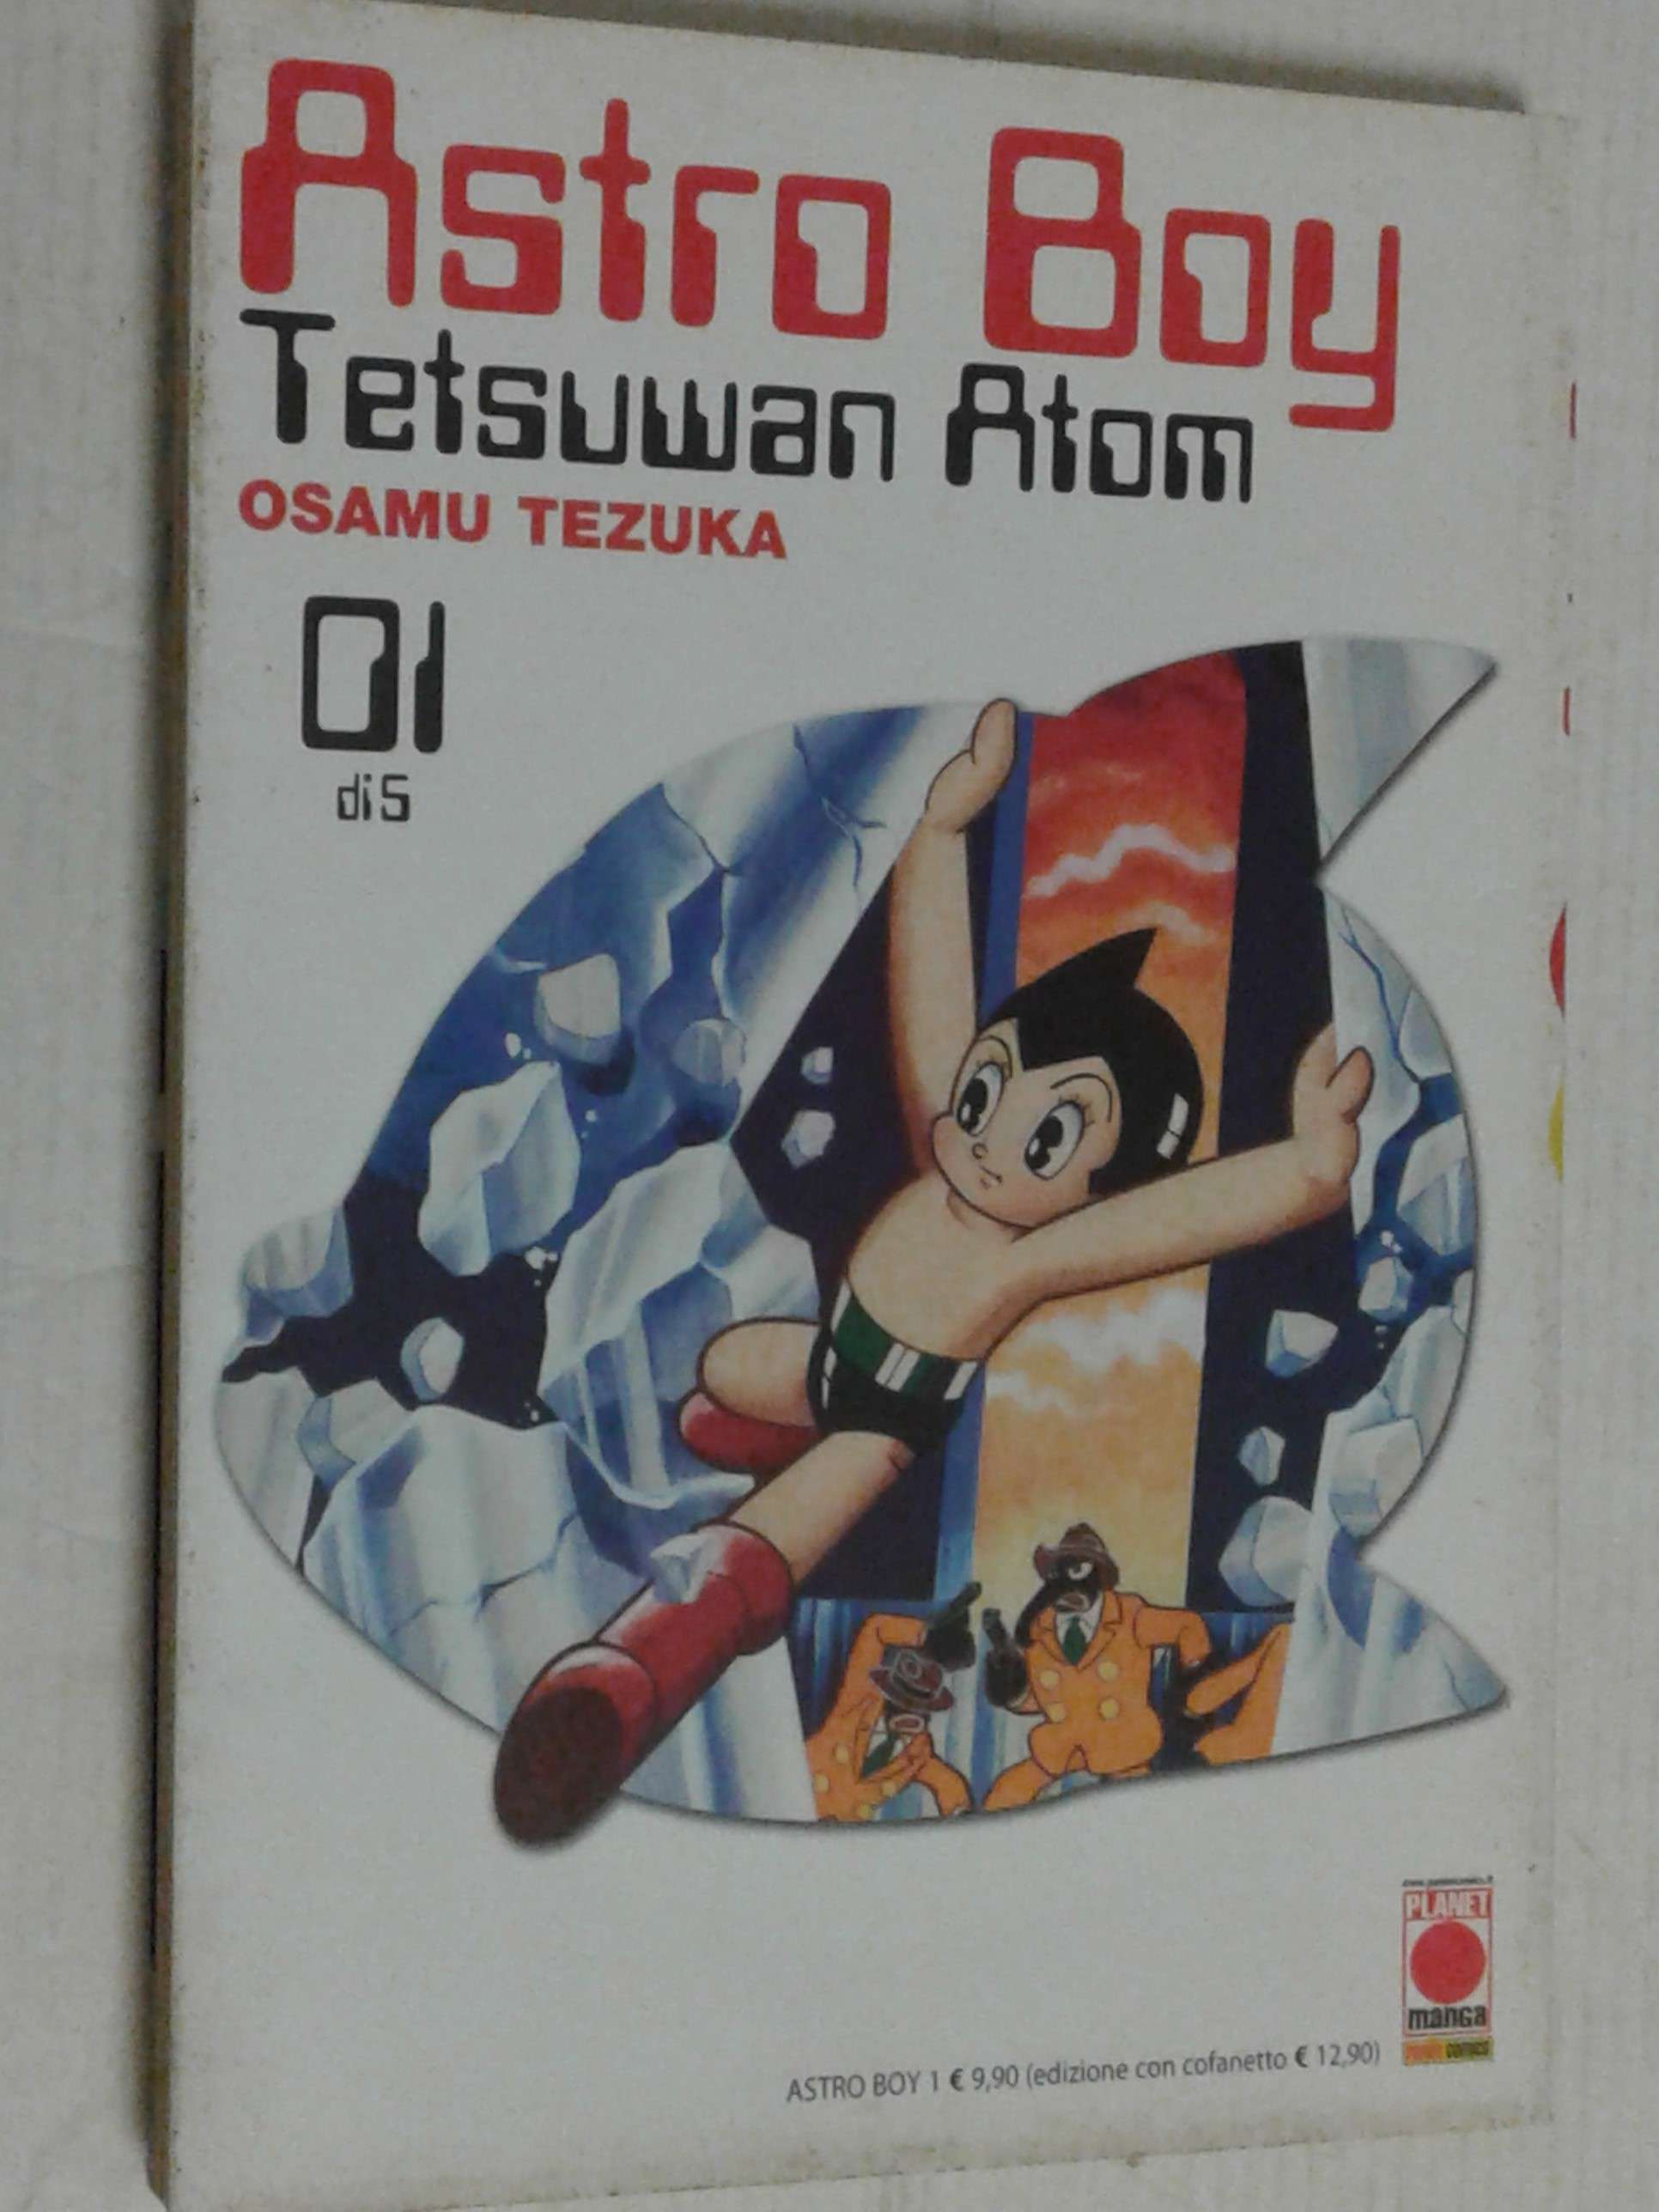 Astro Boy
Tetsuwan Atom
OSAMU TEZUKA
01
di 5
PLANET
manGa
comics
ASTRO BOY 1 € 9,90 (edizione con cofanetto € 12,90)